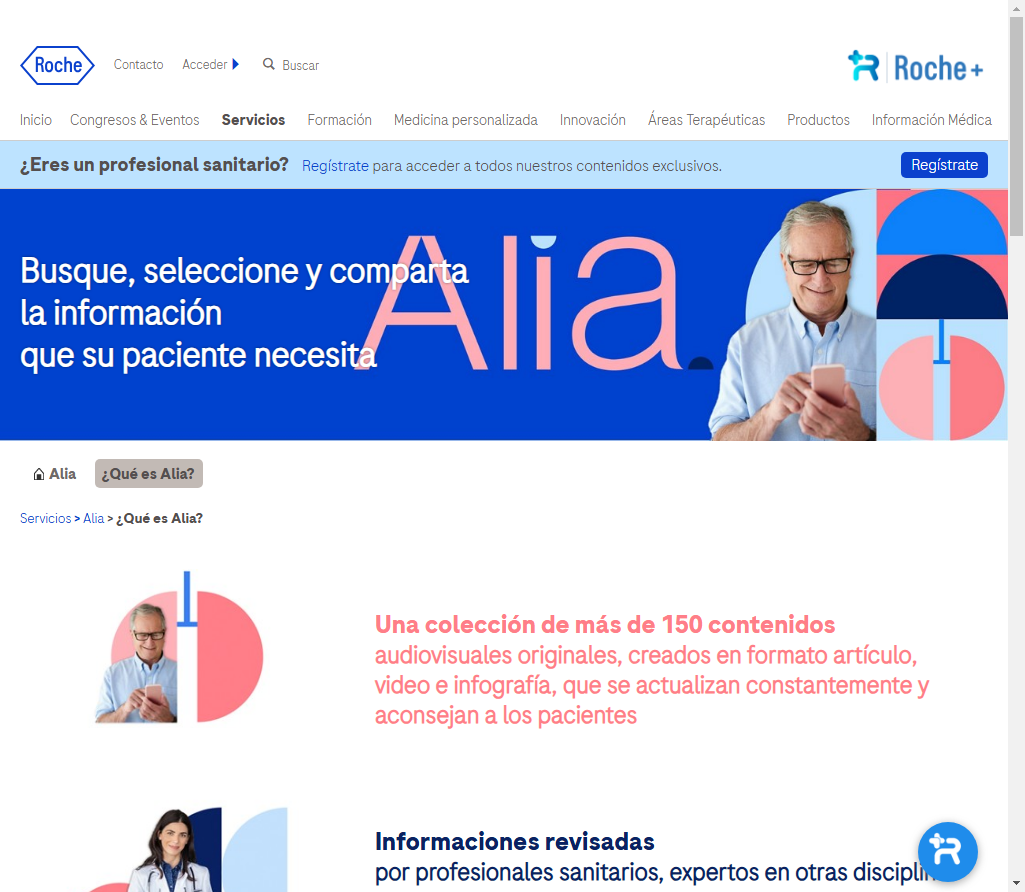 Roche
Contacto
Acceder
Buscar
Roche+
Inicio
Congresos & Eventos
Servicios
Formación
Medicina personalizada
Innovación
Áreas Terapéuticas
Productos
Información Médica
¿Eres un profesional sanitario?
Regístrate para acceder a todos nuestros contenidos exclusivos.
Regístrate
Busque, seleccione y comparta
la información
que su paciente necesita
Alia.
Alia
¿Qué es Alia?
Servicios > Alia > ¿Qué es Alia?
Una colección de más de 150 contenidos
audiovisuales originales, creados en formato artículo,
video e infografía, que se actualizan constantemente y
aconsejan a los pacientes
Informaciones revisadas
por profesionales sanitarios, expertos en otras